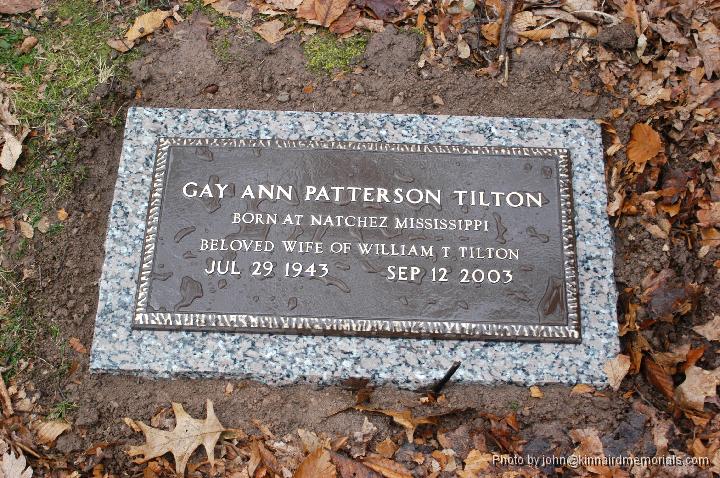 GAY ANN PATTERSON TILTON
BORN AT NATCHEZ MISSISSIPPI
BELOVED WIFE OF WILLIAM T TILTON
JUL 29 1943 SEP 12 2003
Photo by john@kinnairdmemorials.com